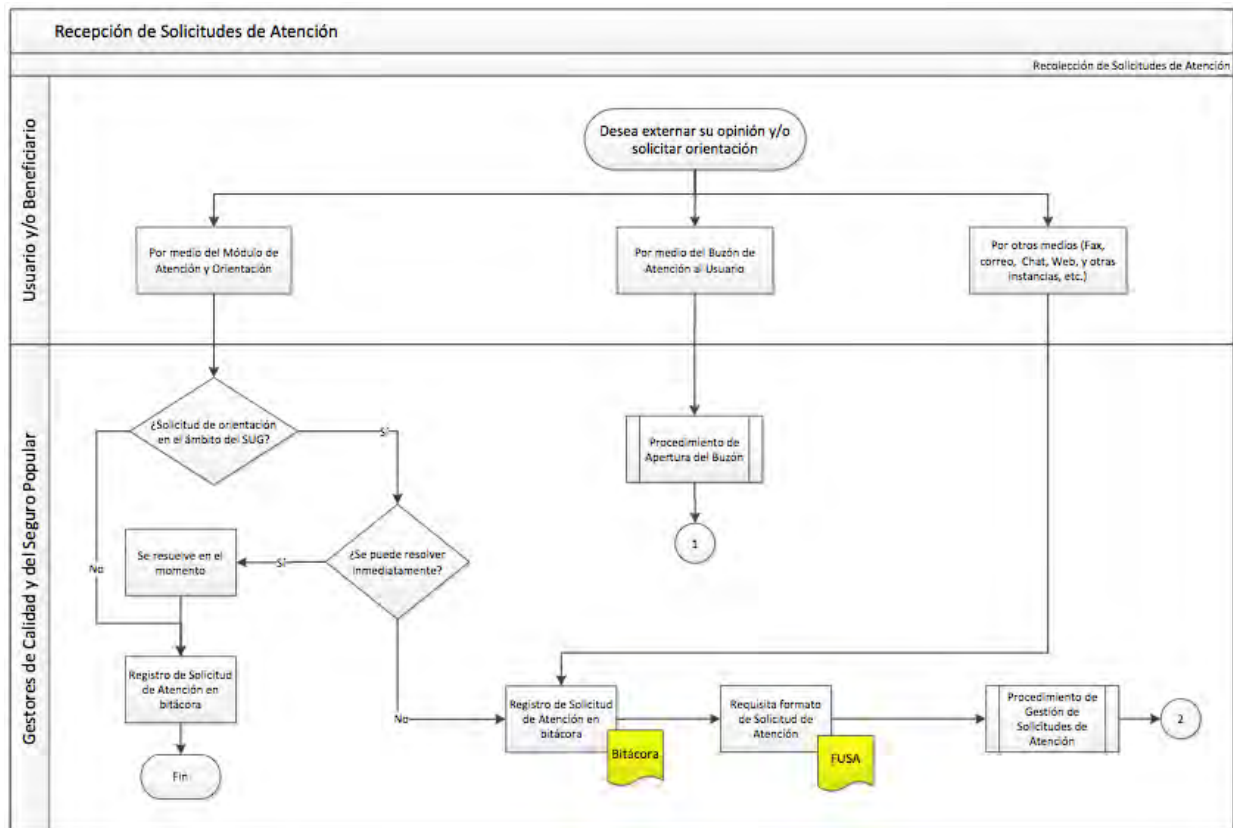 Recepción de Solicitudes de Atención
Recolección de Solicitudes de Atención
Usuario y/o Beneficiario
Desea externar su opinión y/o
solicitar orientación
Por medio del Módulo de
Atención y Orientación
Por medio del Buzón de
Atención al Usuario
Por otros medios (Fax,
correo, Chat, Web, y otras
instancias, etc.)
Gestores de Calidad y del Seguro Popular
¿Solicitud de orientación
en el ámbito del SUG?
Sí
No
Procedimiento de
Apertura del Buzón
1
¿Se puede resolver
inmediatamente?
Sí
Se resuelve en el
momento
Registro de Solicitud
de Atención en
bitácora
Fin
No
Registro de Solicitud
de Atención en
bitácora
Bitácora
Requisita formato
de Solicitud de
Atención
FUSA
Procedimiento de
Gestión de
Solicitudes de
Atención
2